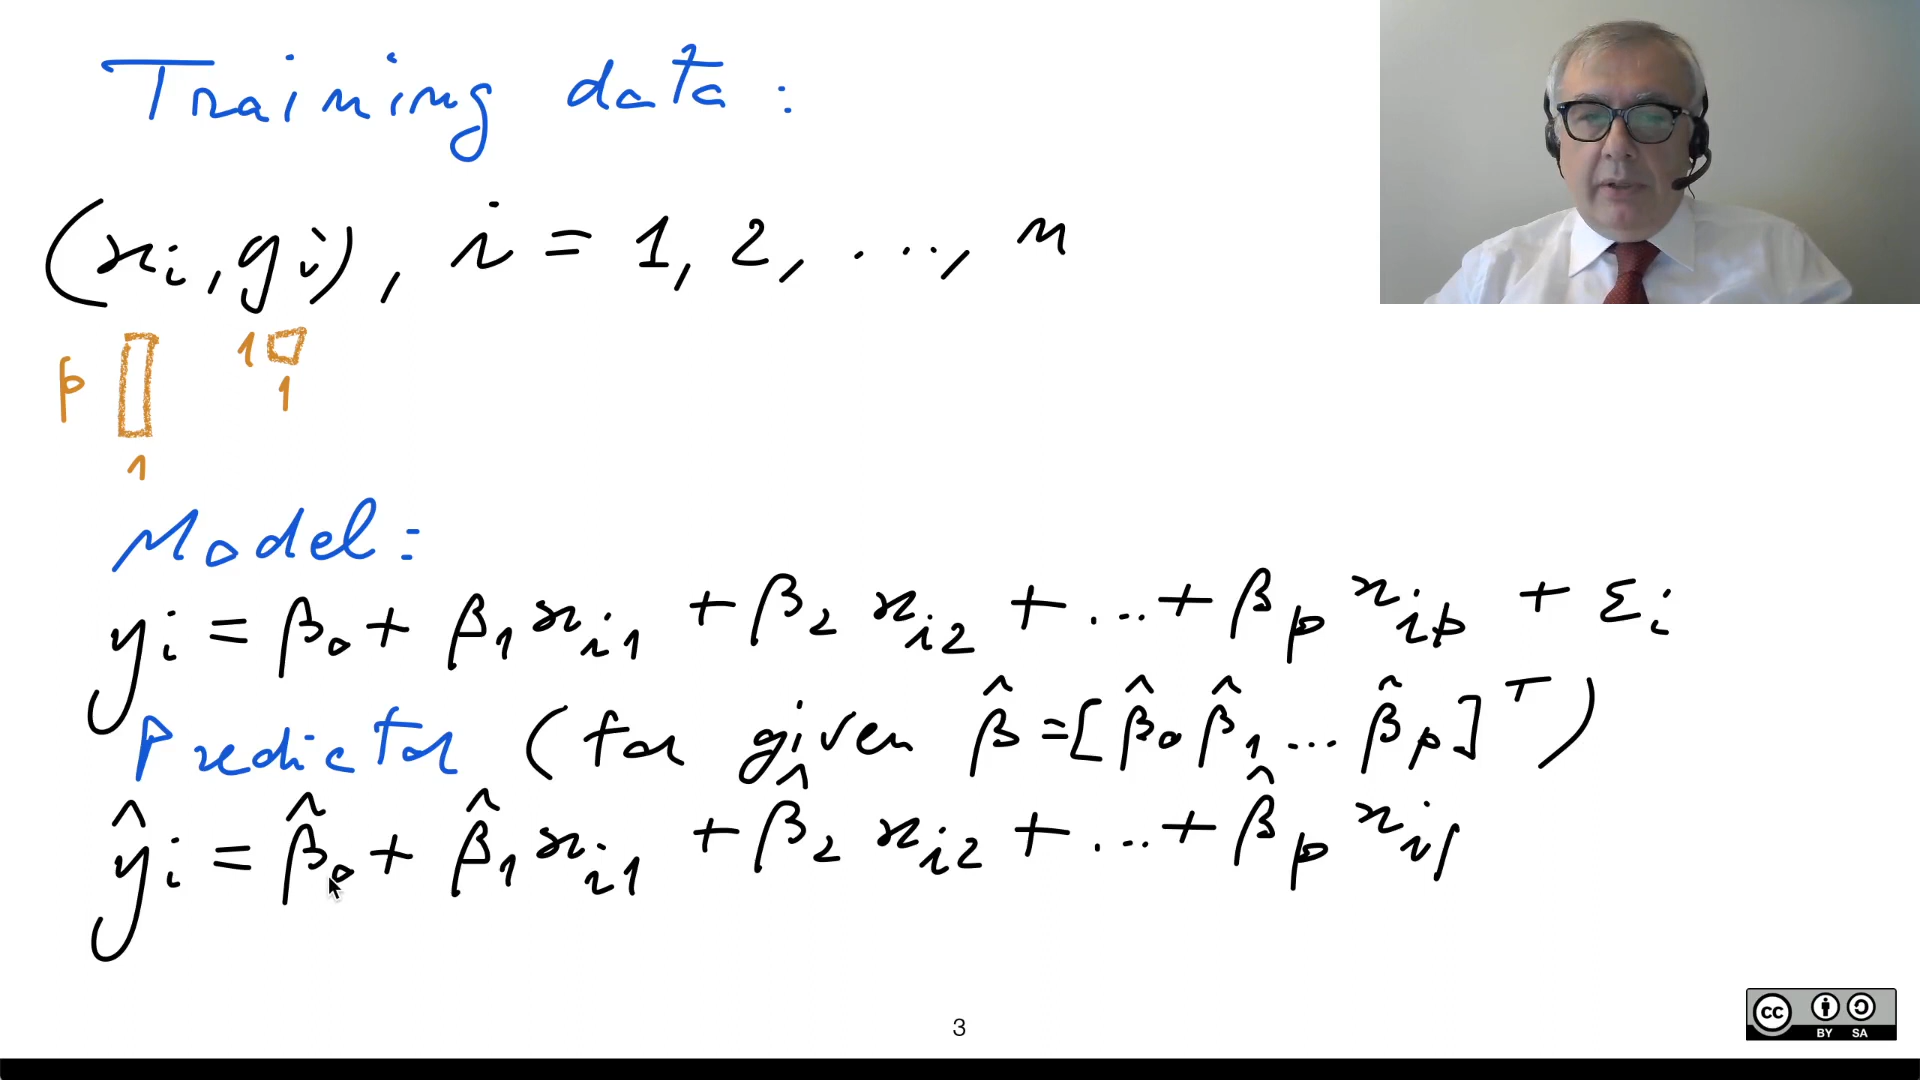 Training data:
(xi, yi), i = 1, 2, ..., n
p 1 1
1
Model:
yi = β0 + β1 xi1 + β2 xi2 + ... + βp xip + εi
Predictor (for given β̂ = [β̂0 β̂1 ... β̂p]ᵀ)
ŷi = β̂0 + β̂1 xi1 + β̂2 xi2 + ... + β̂p xip
3
cc BY SA